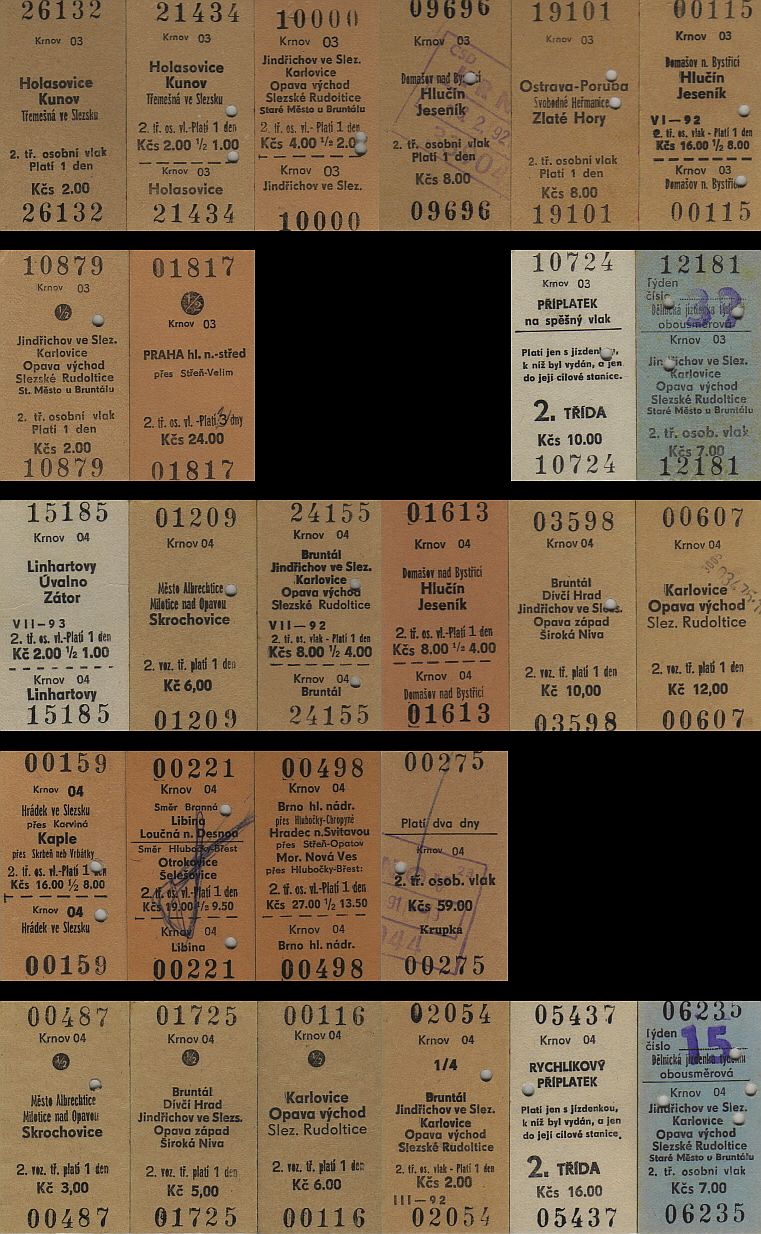 26132
Krnov 03
Holasovice
Kunov
Třemešná ve Slezsku
2. tř. osobní vlak
Platí 1 den
Kčs 2.00
26132
21434
Krnov 03
Holasovice
Kunov
Třemešná ve Slezsku
2. tř. os. vl.-Platí 1 den
Kčs 2.00 ½ 1.00
Krnov 03
Holasovice
21434
10000
Krnov 03
Jindřichov ve Slez.
Karlovice
Opava východ
Slezské Rudoltice
Staré Město u Bruntálu
2. tř. os. vl.- Platí 1 den
Kčs 4.00 ½ 2.00
Krnov 03
Jindřichov ve Slez.
10000
09696
Krnov 03
Domašov nad Bystřicí
Hlučín
Jeseník
2. tř. osobní vlak
Platí 1 den
Kčs 8.00
09696
19101
Krnov 03
Ostrava-Poruba
Svobodné Heřmanice
Zlaté Hory
2. tř. osobní vlak
Platí 1 den
Kčs 8.00
19101
00115
Krnov 03
Domašov n. Bystřicí
Hlučín
Jeseník
VI-92
2. tř. os. vlak - Platí 1 den
Kčs 16.00 ½ 8.00
Krnov 03
Domašov n. Bystřicí
00115
10879
Krnov 03
½
Jindřichov ve Slez.
Karlovice
Opava východ
Slezské Rudoltice
St. Město u Bruntálu
2. tř. osobní vlak
Platí 1 den
Kčs 2.00
10879
01817
½
Krnov 03
PRAHA hl. n.-střed
přes Střeň-Velim
2. tř. os. vl. -Platí 3 dny
Kčs 24.00
01817
10724
Krnov 03
PŘÍPLATEK
na spěšný vlak
Platí jen s jízdenkou,
k níž byl vydán, a jen
do její cílové stanice.
2. TŘÍDA
Kčs 10.00
10724
12181
Týden
číslo
Dělnická jízdenka týdenní
obousměrová
Krnov 03
Jindřichov ve Slez.
Karlovice
Opava východ
Slezské Rudoltice
Staré Město u Bruntálu
2. tř. osob. vlak
Kčs 7.00
12181
15185
Krnov 04
Linhartovy
Úvalno
Zátor
VII-93
2. tř. os. vl.-Platí 1 den
Kč 2.00 ½ 1.00
Krnov 04
Linhartovy
15185
01209
Krnov 04
Město Albrechtice
Milotice nad Opavou
Skrochovice
2. voz. tř. platí 1 den
Kč 6,00
01209
24155
Krnov 04
Bruntál
Jindřichov ve Slez.
Karlovice
Opava východ
Slezské Rudoltice
VII-92
2. tř. os. vlak - Platí 1 den
Kčs 8.00 ½ 4.00
Krnov 04
Bruntál
24155
01613
Krnov 04
Domašov nad Bystřicí
Hlučín
Jeseník
2. tř. os. vl.-Platí 1 den
Kčs 8.00 ½ 4.00
Krnov 04
Domašov nad Bystřicí
01613
03598
Krnov 04
Bruntál
Dívčí Hrad
Jindřichov ve Slezs.
Opava západ
Široká Niva
2. voz. tř. platí 1 den
Kč 10,00
03598
00607
Krnov 04
Karlovice
Opava východ
Slez. Rudoltice
2. voz. tř. platí 1 den
Kč 12,00
00607
00159
Krnov 04
Hrádek ve Slezsku
přes Karviná
Kaple
přes Skrbeň neb Vrbátky
2. tř. os. vl.-Platí 1 den
Kčs 16.00 ½ 8.00
Krnov 04
Hrádek ve Slezsku
00159
00221
Krnov 04
Směr Branná
Libina
Loučná n. Desnou
Směr Hlubočky-Břest
Otrokovice
Šelešovice
2. tř. os. vl.-Platí 1 den
Kčs 19.00 ½ 9.50
Krnov 04
Libina
00221
00498
Krnov 04
Brno hl. nádr.
přes Hlubočky-Chropyně
Hradec n.Svitavou
přes Střeň-Opatov
Mor. Nová Ves
přes Hlubočky-Břest:
2. tř. os. vl.-Platí 1 den
Kčs 27.00 ½ 13.50
Krnov 04
Brno hl. nádr.
00498
00275
Platí dva dny
Krnov 04
2. tř. osob. vlak
Kčs 59.00
Krupka
00275
00487
Krnov 04
½
Město Albrechtice
Milotice nad Opavou
Skrochovice
2. voz. tř. platí 1 den
Kč 3,00
00487
01725
Krnov 04
½
Bruntál
Dívčí Hrad
Jindřichov ve Slezs.
Opava západ
Široká Niva
2. voz. tř. platí 1 den
Kč 5,00
01725
00116
Krnov 04
½
Karlovice
Opava východ
Slez. Rudoltice
2. voz. tř. platí 1 den
Kč 6.00
00116
02054
Krnov 04
1/4
Bruntál
Jindřichov ve Slez.
Karlovice
Opava východ
Slezské Rudoltice
2. tř. os. vlak - Platí 1 den
Kčs 2.00
III-92
02054
05437
Krnov 04
RYCHLÍKOVÝ
PŘÍPLATEK
Platí jen s jízdenkou,
k níž byl vydán, a jen
do její cílové stanice.
2. TŘÍDA
Kčs 16.00
05437
06235
Týden
číslo 15
Dělnická jízdenka týdenní
obousměrová
Krnov 04
Jindřichov ve Slez.
Karlovice
Opava východ
Slezské Rudoltice
Staré Město u Bruntálu
2. tř. osobní vlak
Kčs 7.00
06235